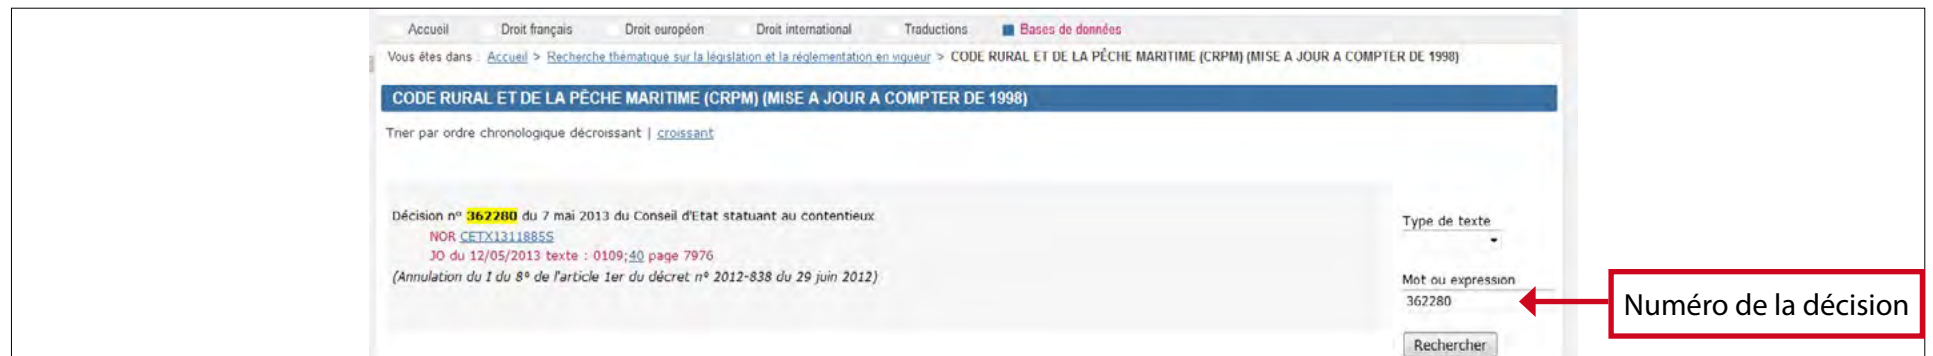 Accueil Droit français Droit européen Droit international Traductions Bases de données
Vous êtes dans : Accueil > Recherche thématique sur la législation et la réglementation en vigueur > CODE RURAL ET DE LA PÊCHE MARITIME (CRPM) (MISE A JOUR A COMPTER DE 1998)
CODE RURAL ET DE LA PÊCHE MARITIME (CRPM) (MISE A JOUR A COMPTER DE 1998)
Trier par ordre chronologique décroissant | croissant
Décision nº 362280 du 7 mai 2013 du Conseil d'Etat statuant au contentieux
NOR CETX1311885S
JO du 12/05/2013 texte : 0109;40 page 7976
(Annulation du I du 8º de l'article 1er du décret nº 2012-838 du 29 juin 2012)
Type de texte
Mot ou expression
362280
Rechercher
Numéro de la décision